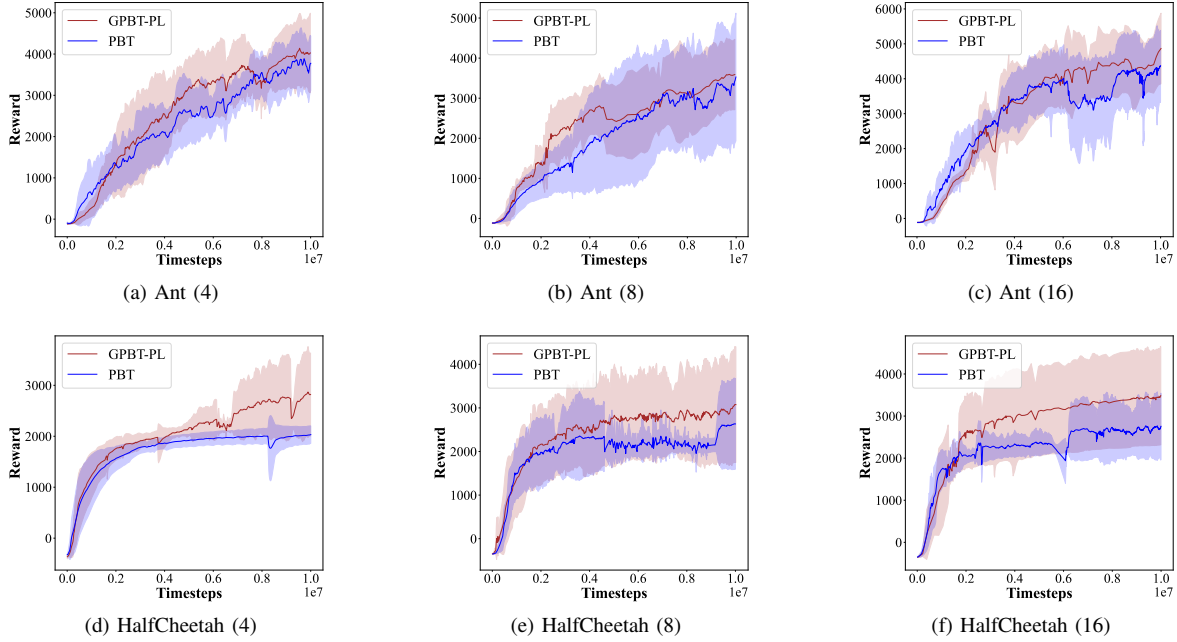 5000
4000
3000
2000
1000
0
Reward
GPBT-PL
PBT
0.0
0.2
0.4
0.6
0.8
1.0
1e7
Timesteps
(a) Ant (4)
5000
4000
3000
2000
1000
0
Reward
GPBT-PL
PBT
0.0
0.2
0.4
0.6
0.8
1.0
1e7
Timesteps
(b) Ant (8)
6000
5000
4000
3000
2000
1000
0
Reward
GPBT-PL
PBT
0.0
0.2
0.4
0.6
0.8
1.0
1e7
Timesteps
(c) Ant (16)
3000
2000
1000
0
Reward
GPBT-PL
PBT
0.0
0.2
0.4
0.6
0.8
1.0
1e7
Timesteps
(d) HalfCheetah (4)
4000
3000
2000
1000
0
Reward
GPBT-PL
PBT
0.0
0.2
0.4
0.6
0.8
1.0
1e7
Timesteps
(e) HalfCheetah (8)
4000
3000
2000
1000
0
Reward
GPBT-PL
PBT
0.0
0.2
0.4
0.6
0.8
1.0
1e7
Timesteps
(f) HalfCheetah (16)